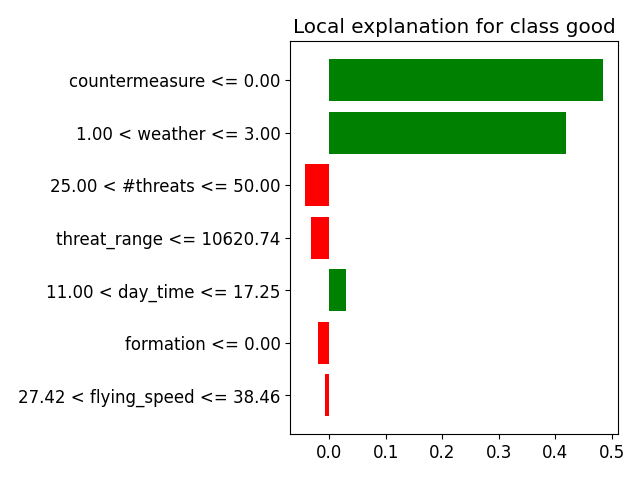 Local explanation for class good
countermeasure <= 0.00
1.00 < weather <= 3.00
25.00 < #threats <= 50.00
threat_range <= 10620.74
11.00 < day_time <= 17.25
formation <= 0.00
27.42 < flying_speed <= 38.46
0.0 0.1 0.2 0.3 0.4 0.5